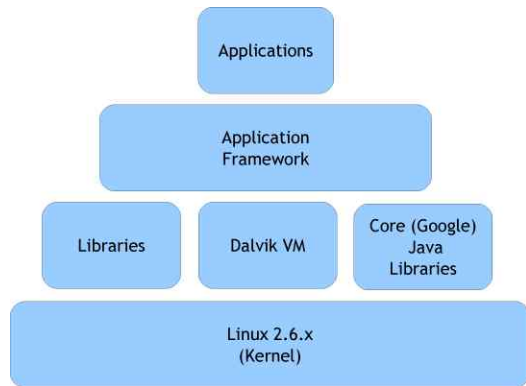 Applications
Application
Framework
Libraries
Dalvik VM
Core (Google)
Java
Libraries
Linux 2.6.x
(Kernel)